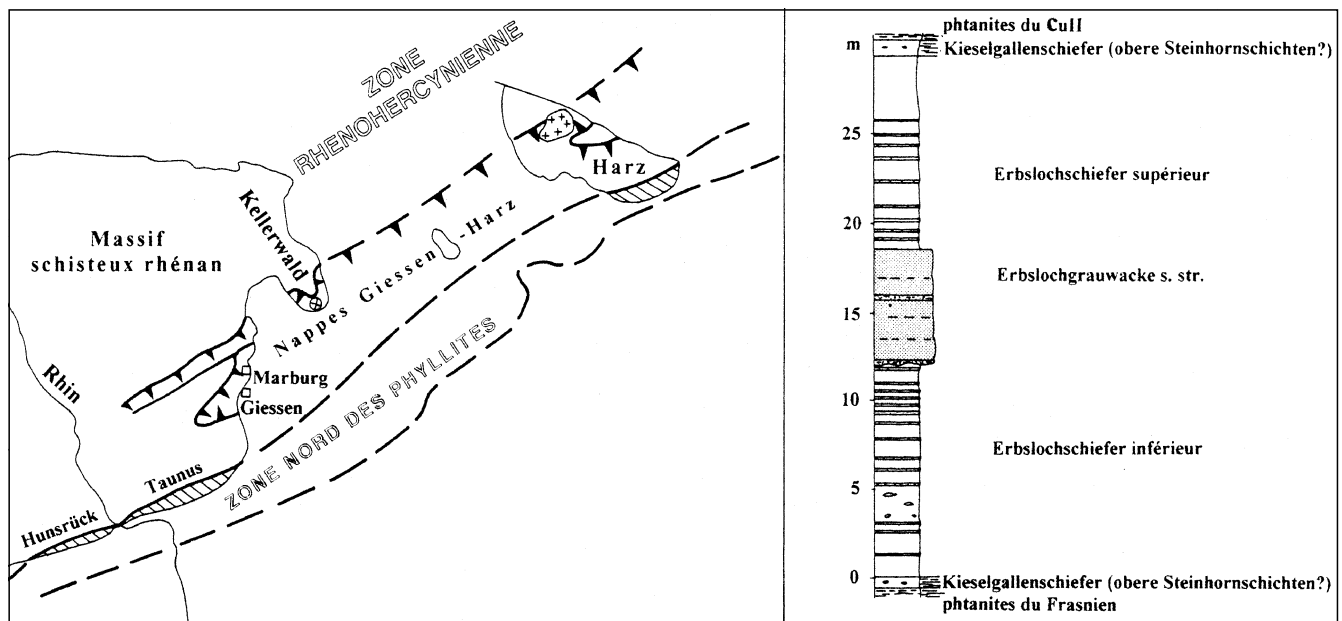 ZONE
RHENOHERCYNIENNE
Harz
Kellerwald
Massif
schisteux rhénan
Nappes Giessen-Harz
Rhin
Marburg
Giessen
ZONE NORD DES PHYLLITES
Taunus
Hunsrück
phtanites du CuII
m
Kieselgallenschiefer (obere Steinhornschichten?)
25
Erbslochschiefer supérieur
20
Erbslochgrauwacke s. str.
15
10
Erbslochschiefer inférieur
5
0
Kieselgallenschiefer (obere Steinhornschichten?)
phtanites du Frasnien